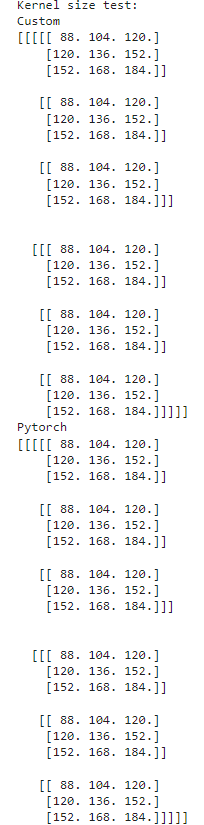 Kernel size test:
Custom
[[[[[ 88. 104. 120.]
[120. 136. 152.]
[152. 168. 184.]]
[[ 88. 104. 120.]
[120. 136. 152.]
[152. 168. 184.]]
[[ 88. 104. 120.]
[120. 136. 152.]
[152. 168. 184.]]]
[[[ 88. 104. 120.]
[120. 136. 152.]
[152. 168. 184.]]
[[ 88. 104. 120.]
[120. 136. 152.]
[152. 168. 184.]]
[[ 88. 104. 120.]
[120. 136. 152.]
[152. 168. 184.]]]]]
Pytorch
[[[[[ 88. 104. 120.]
[120. 136. 152.]
[152. 168. 184.]]
[[ 88. 104. 120.]
[120. 136. 152.]
[152. 168. 184.]]
[[ 88. 104. 120.]
[120. 136. 152.]
[152. 168. 184.]]]
[[[ 88. 104. 120.]
[120. 136. 152.]
[152. 168. 184.]]
[[ 88. 104. 120.]
[120. 136. 152.]
[152. 168. 184.]]
[[ 88. 104. 120.]
[120. 136. 152.]
[152. 168. 184.]]]]]